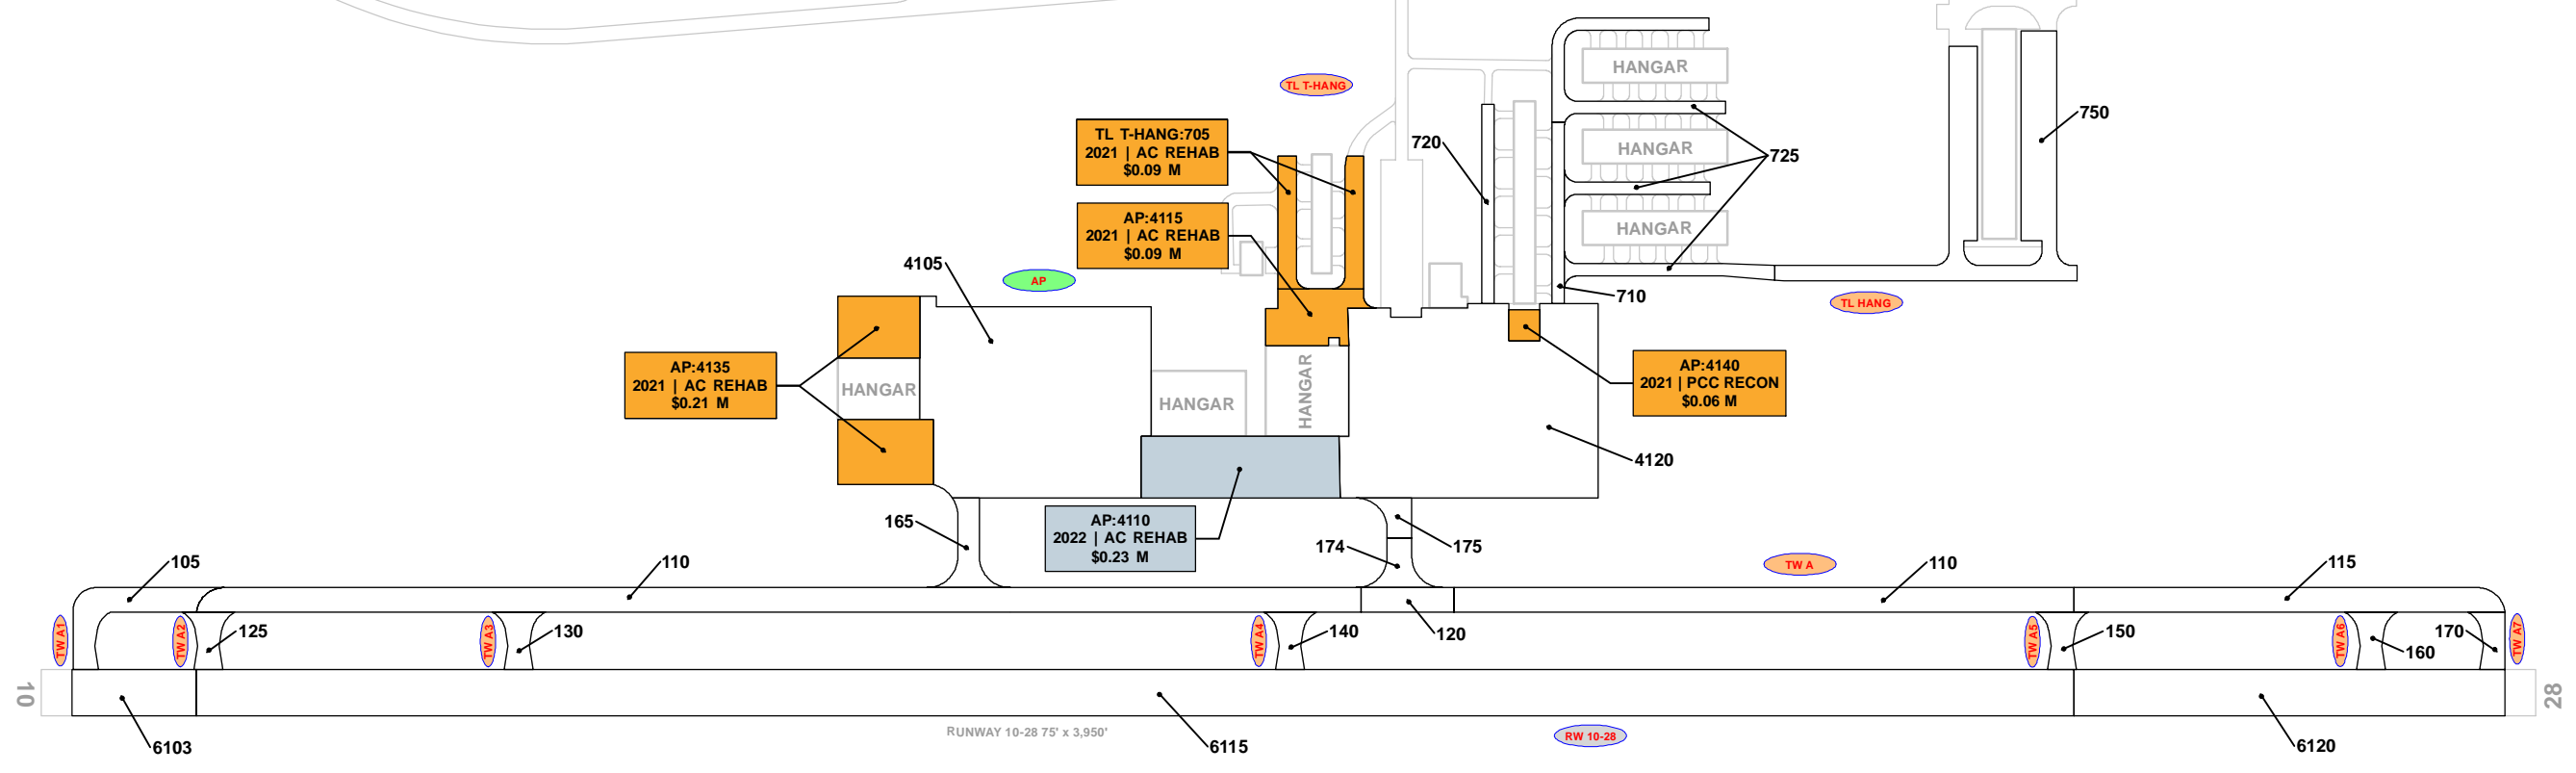 HANGAR
TL T-HANG
750
TL T-HANG:705
2021 | AC REHAB
$0.09 M
720
HANGAR
725
AP:4115
2021 | AC REHAB
$0.09 M
HANGAR
4105
AP
710
TL HANG
AP:4135
2021 | AC REHAB
$0.21 M
HANGAR
HANGAR
HANGAR
AP:4140
2021 | PCC RECON
$0.06 M
4120
165
AP:4110
2022 | AC REHAB
$0.23 M
174
175
105
110
TW A
110
115
TW A1
TW A2
125
TW A3
130
TW A4
140
120
TW A5
150
TW A6
160
170
TW A7
10
28
6103
RUNWAY 10-28 75' x 3,950'
6115
RW 10-28
6120